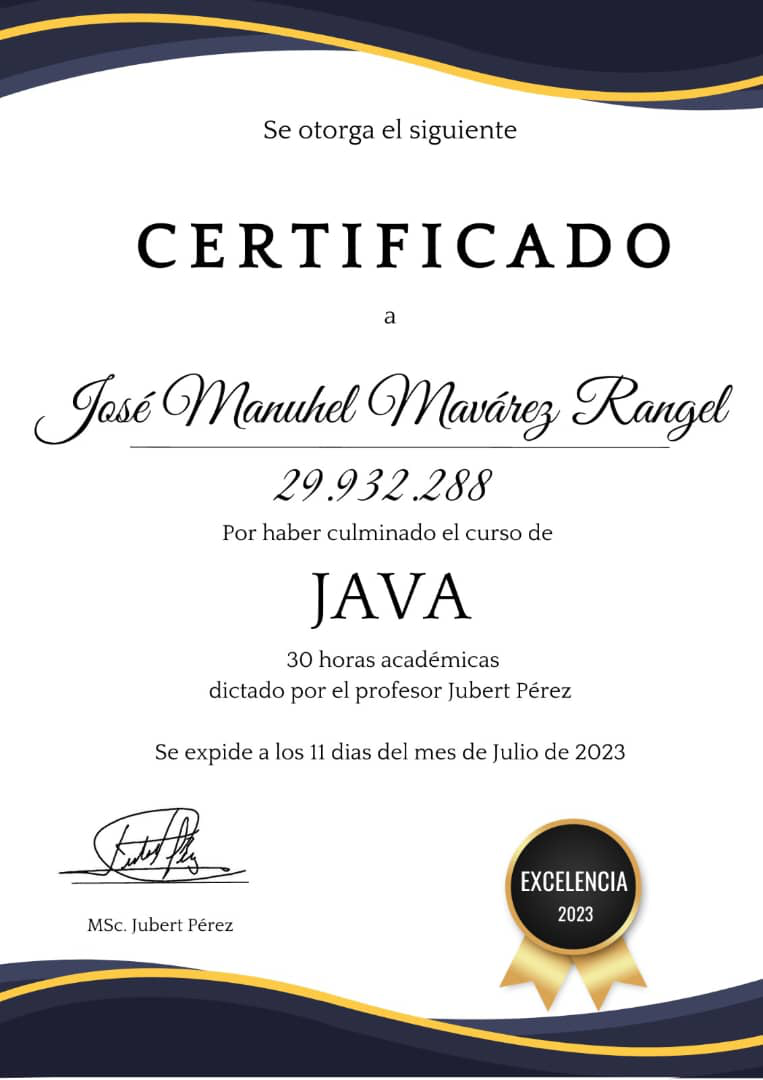 Se otorga el siguiente
CERTIFICADO
a
José Manuhel Mavárez Rangel
29.932.288
Por haber culminado el curso de
JAVA
30 horas académicas
dictado por el profesor Jubert Pérez
Se expide a los 11 dias del mes de Julio de 2023
MSc. Jubert Pérez
EXCELENCIA
2023